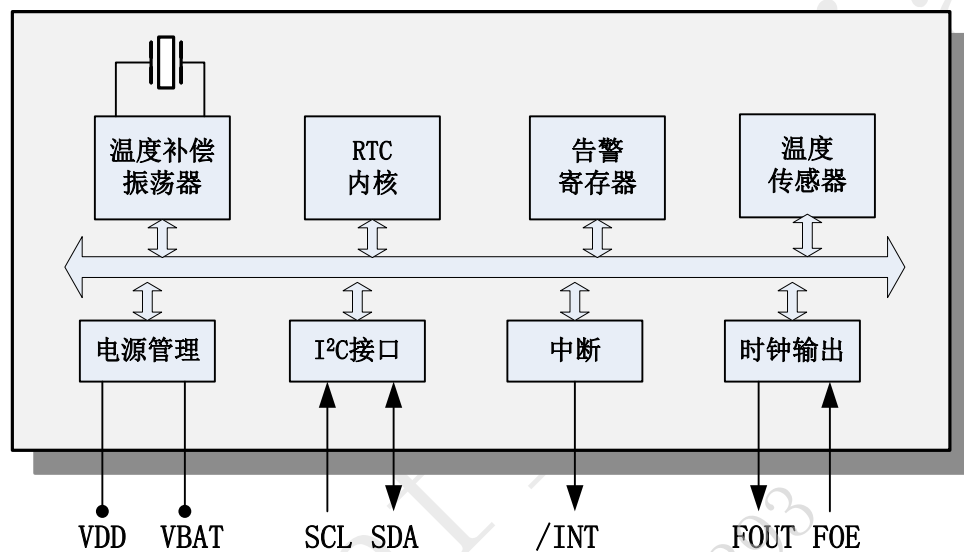 温度补偿
振荡器
RTC
内核
告警
寄存器
温度
传感器
电源管理
I²C接口
中断
时钟输出
VDD VBAT SCL SDA /INT FOUT FOE